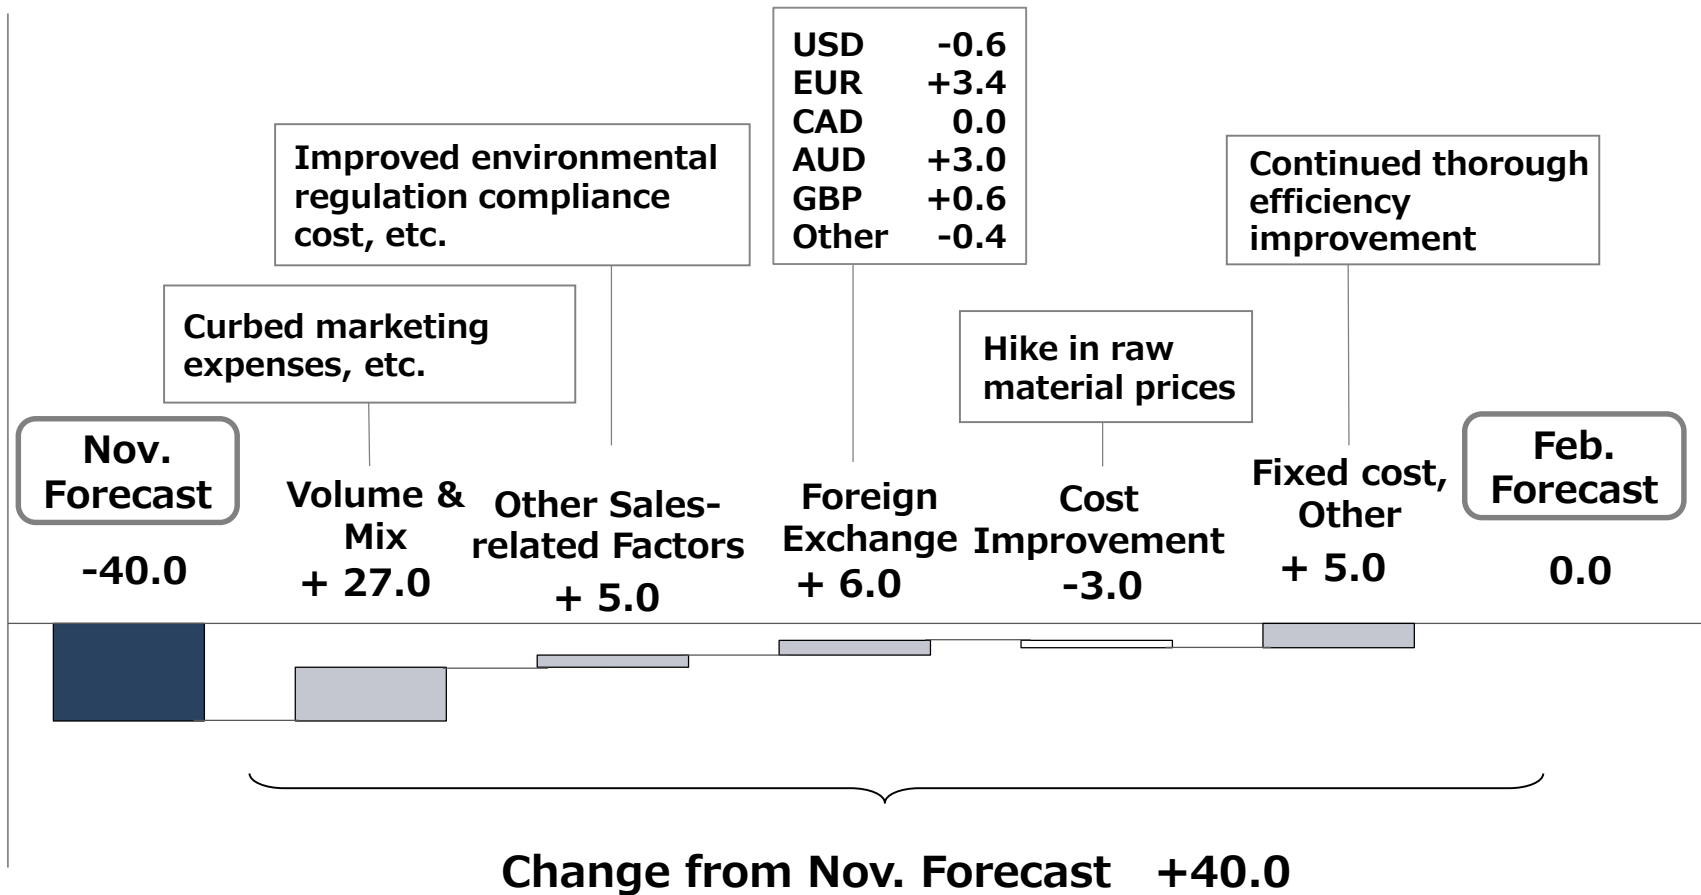 USD -0.6
EUR +3.4
CAD 0.0
AUD +3.0
GBP +0.6
Other -0.4
Improved environmental
regulation compliance
cost, etc.
Continued thorough
efficiency
improvement
Curbed marketing
expenses, etc.
Hike in raw
material prices
Nov.
Forecast
-40.0
Volume &
Mix
+ 27.0
Other Sales-
related Factors
+ 5.0
Foreign
Exchange
+ 6.0
Cost
Improvement
-3.0
Fixed cost,
Other
+ 5.0
Feb.
Forecast
0.0
Change from Nov. Forecast +40.0